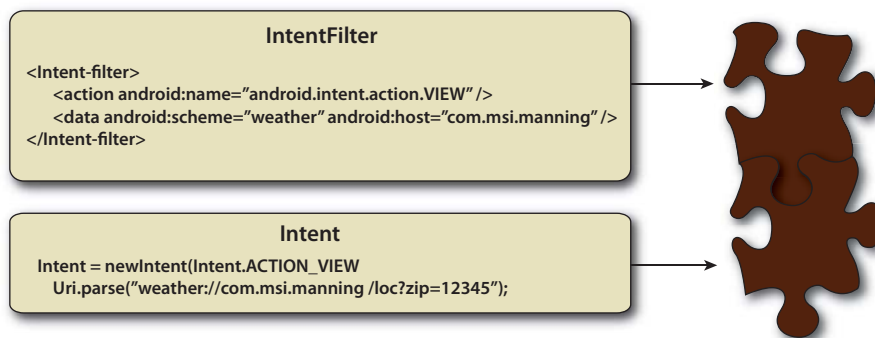 IntentFilter
<Intent-filter>
<action android:name=”android.intent.action.VIEW” />
<data android:scheme=”weather” android:host=”com.msi.manning” />
</Intent-filter>
Intent
Intent = newIntent(Intent.ACTION_VIEW
Uri.parse(”weather://com.msi.manning /loc?zip=12345”);